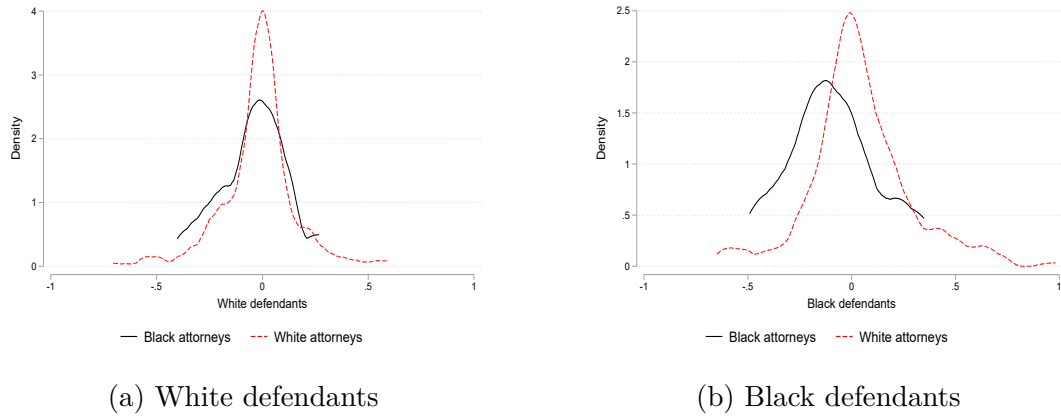 4
3
2
1
0
Density
-1
-.5
0
.5
1
White defendants
Black attorneys
White attorneys
(a) White defendants
2.5
2
1.5
1
.5
0
Density
-1
-.5
0
.5
1
Black defendants
Black attorneys
White attorneys
(b) Black defendants